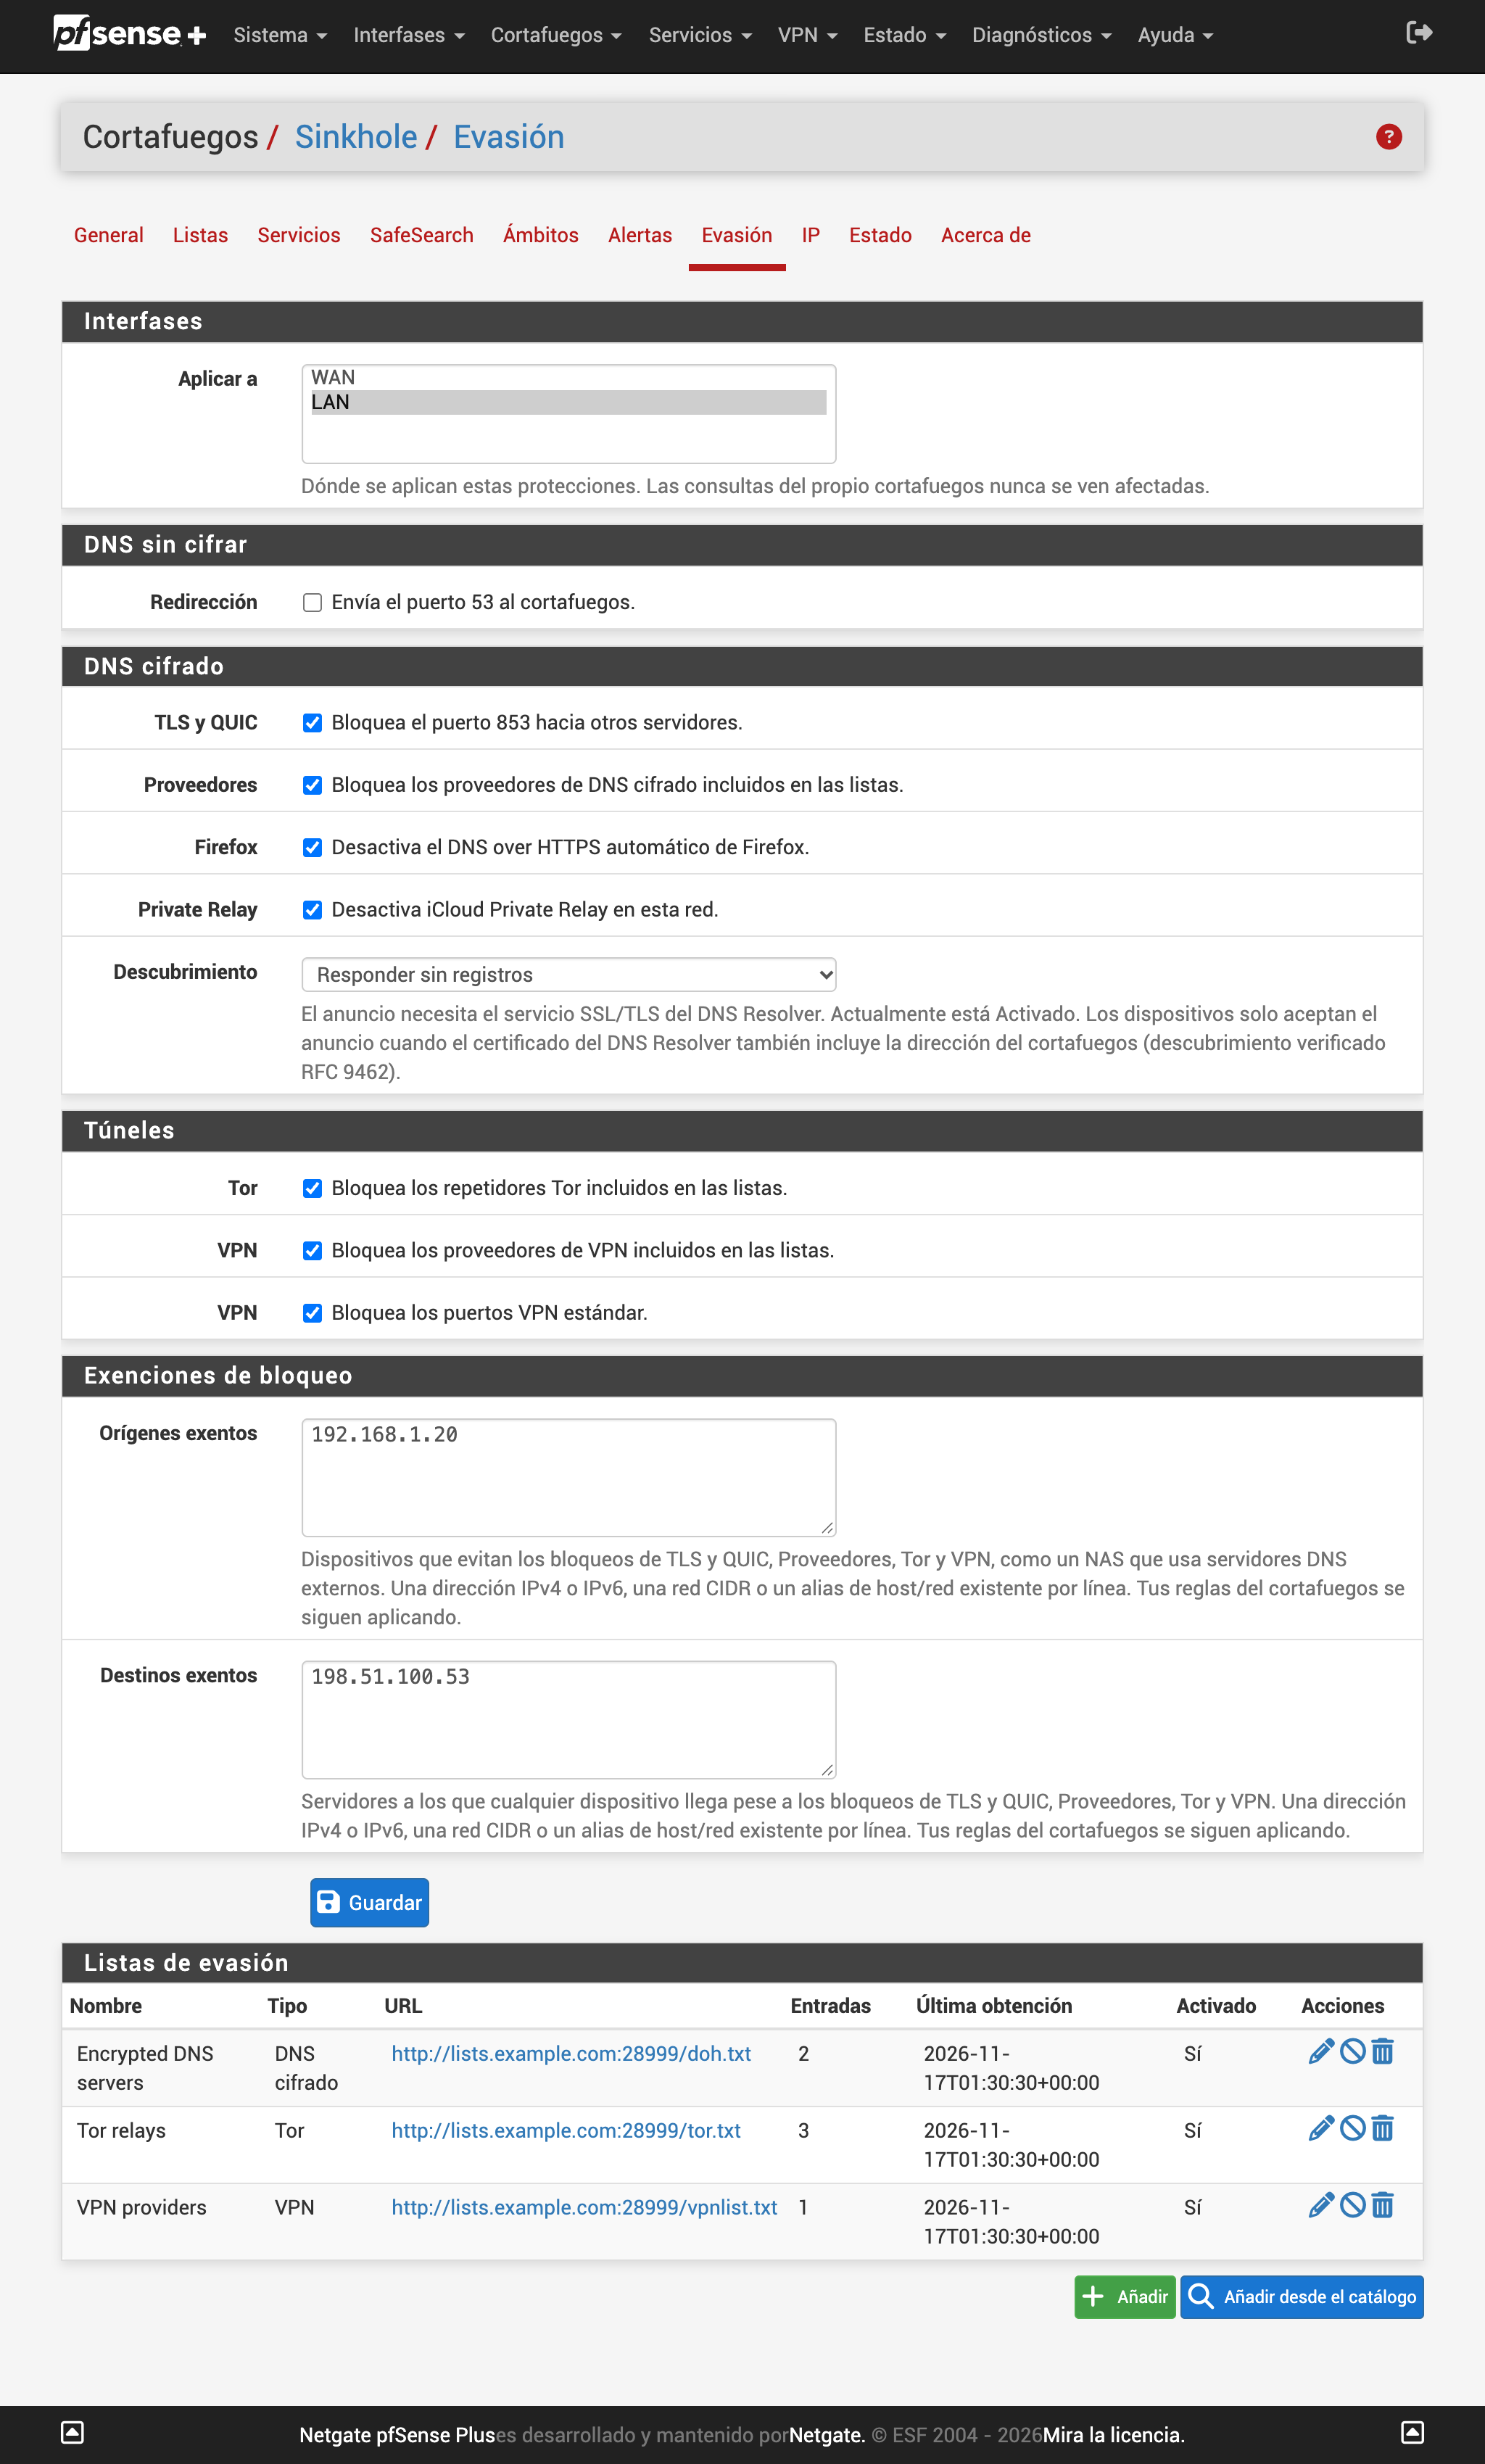 pfsense +
Sistema
Interfases
Cortafuegos
Servicios
VPN
Estado
Diagnósticos
Ayuda
Cortafuegos / Sinkhole / Evasión
General
Listas
Servicios
SafeSearch
Ámbitos
Alertas
Evasión
IP
Estado
Acerca de
Interfases
Aplicar a
WAN
LAN
Dónde se aplican estas protecciones. Las consultas del propio cortafuegos nunca se ven afectadas.
DNS sin cifrar
Redirección
Envía el puerto 53 al cortafuegos.
DNS cifrado
TLS y QUIC
Bloquea el puerto 853 hacia otros servidores.
Proveedores
Bloquea los proveedores de DNS cifrado incluidos en las listas.
Firefox
Desactiva el DNS over HTTPS automático de Firefox.
Private Relay
Desactiva iCloud Private Relay en esta red.
Descubrimiento
Responder sin registros
El anuncio necesita el servicio SSL/TLS del DNS Resolver. Actualmente está Activado. Los dispositivos solo aceptan el
anuncio cuando el certificado del DNS Resolver también incluye la dirección del cortafuegos (descubrimiento verificado
RFC 9462).
Túneles
Tor
Bloquea los repetidores Tor incluidos en las listas.
VPN
Bloquea los proveedores de VPN incluidos en las listas.
VPN
Bloquea los puertos VPN estándar.
Exenciones de bloqueo
Orígenes exentos
192.168.1.20
Dispositivos que evitan los bloqueos de TLS y QUIC, Proveedores, Tor y VPN, como un NAS que usa servidores DNS
externos. Una dirección IPv4 o IPv6, una red CIDR o un alias de host/red existente por línea. Tus reglas del cortafuegos se
siguen aplicando.
Destinos exentos
198.51.100.53
Servidores a los que cualquier dispositivo llega pese a los bloqueos de TLS y QUIC, Proveedores, Tor y VPN. Una dirección
IPv4 o IPv6, una red CIDR o un alias de host/red existente por línea. Tus reglas del cortafuegos se siguen aplicando.
Guardar
Listas de evasión
Nombre Tipo URL Entradas Última obtención Activado Acciones
Encrypted DNS DNS http://lists.example.com:28999/doh.txt 2 2026-11- Sí
servers cifrado 17T01:30:30+00:00
Tor relays Tor http://lists.example.com:28999/tor.txt 3 2026-11- Sí
17T01:30:30+00:00
VPN providers VPN http://lists.example.com:28999/vpnlist.txt 1 2026-11- Sí
17T01:30:30+00:00
Añadir
Añadir desde el catálogo
Netgate pfSense Plus es desarrollado y mantenido por Netgate. © ESF 2004 - 2026 Mira la licencia.